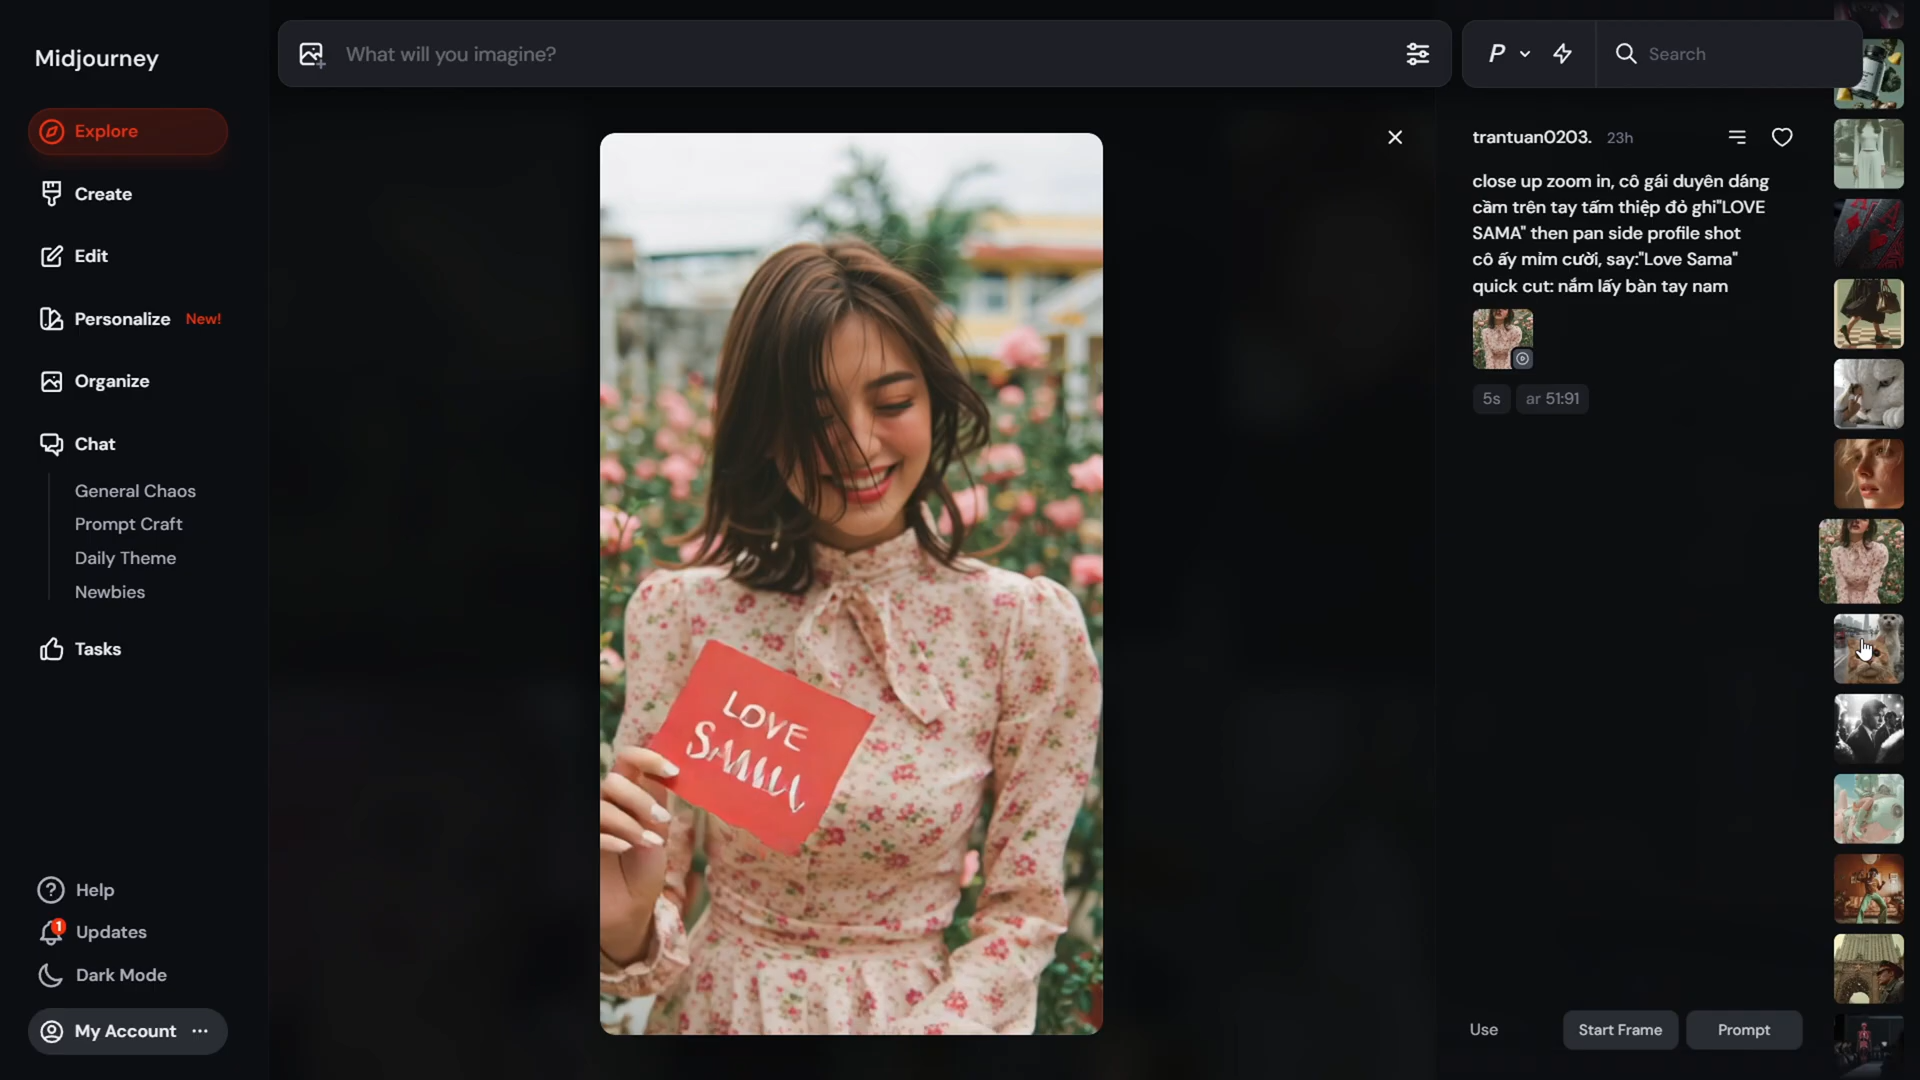 Midjourney
What will you imagine?
P
Search
Explore
Create
Edit
Personalize New!
Organize
Chat
General Chaos
Prompt Craft
Daily Theme
Newbies
Tasks
Help
1
Updates
Dark Mode
My Account ...
LOVE
trantuan0203. 23h
close up zoom in, cô gái duyên dáng
cầm trên tay tấm thiệp đỏ ghi"LOVE
SAMA" then pan side profile shot
cô ấy mỉm cười, say:"Love Sama"
quick cut: nắm lấy bàn tay nam
5s ar 51:91
Use Start Frame Prompt